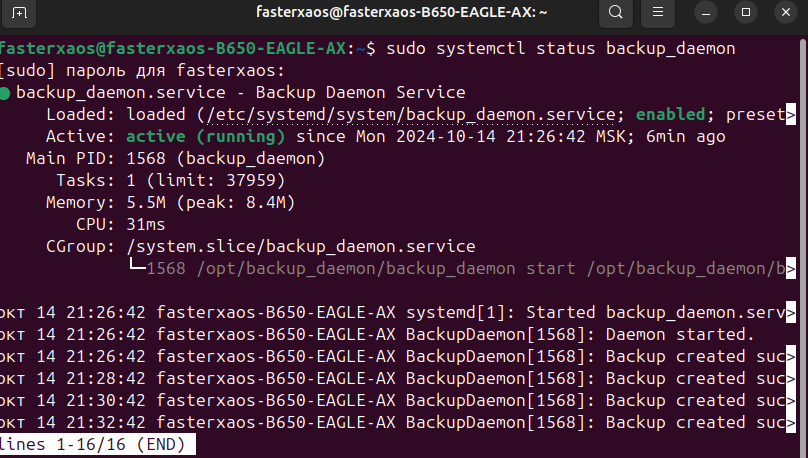 fasterxaos@fasterxaos-B650-EAGLE-AX: ~
fasterxaos@fasterxaos-B650-EAGLE-AX:~$ sudo systemctl status backup_daemon
[sudo] пароль для fasterxaos:
● backup_daemon.service - Backup Daemon Service
Loaded: loaded (/etc/systemd/system/backup_daemon.service; enabled; preset>
Active: active (running) since Mon 2024-10-14 21:26:42 MSK; 6min ago
Main PID: 1568 (backup_daemon)
Tasks: 1 (limit: 37959)
Memory: 5.5M (peak: 8.4M)
CPU: 31ms
CGroup: /system.slice/backup_daemon.service
└─1568 /opt/backup_daemon/backup_daemon start /opt/backup_daemon/b>
окт 14 21:26:42 fasterxaos-B650-EAGLE-AX systemd[1]: Started backup_daemon.serv>
окт 14 21:26:42 fasterxaos-B650-EAGLE-AX BackupDaemon[1568]: Daemon started.
окт 14 21:26:42 fasterxaos-B650-EAGLE-AX BackupDaemon[1568]: Backup created suc>
окт 14 21:28:42 fasterxaos-B650-EAGLE-AX BackupDaemon[1568]: Backup created suc>
окт 14 21:30:42 fasterxaos-B650-EAGLE-AX BackupDaemon[1568]: Backup created suc>
окт 14 21:32:42 fasterxaos-B650-EAGLE-AX BackupDaemon[1568]: Backup created suc>
lines 1-16/16 (END)